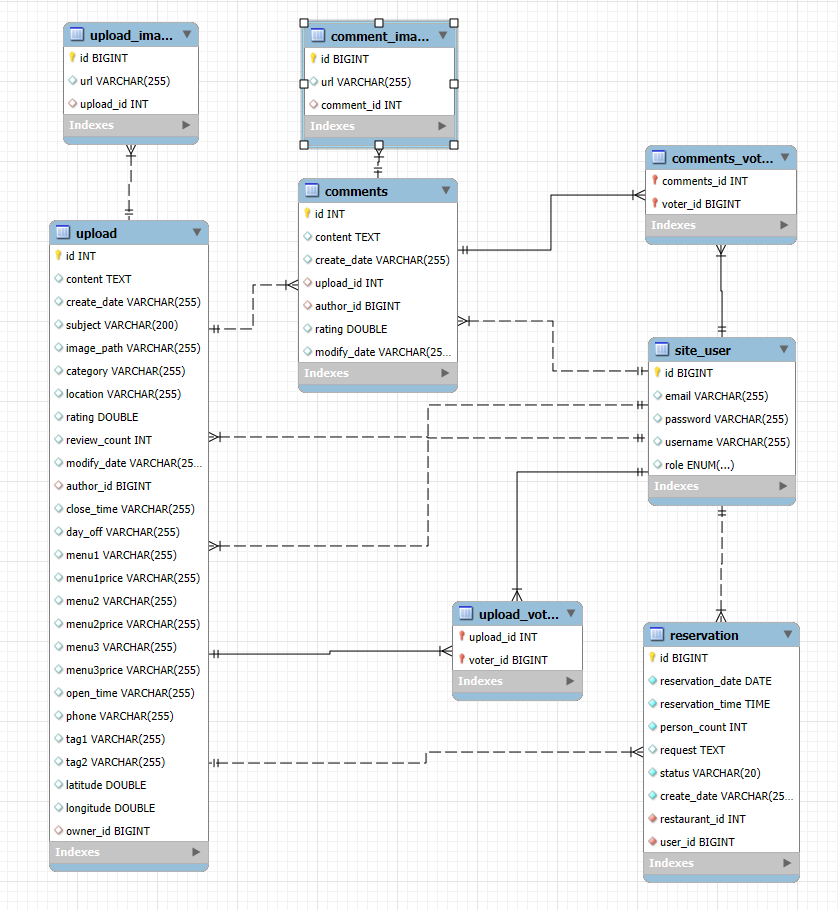 upload_ima...
id BIGINT
url VARCHAR(255)
upload_id INT
Indexes
comment_ima...
id BIGINT
url VARCHAR(255)
comment_id INT
Indexes
comments_vot...
comments_id INT
voter_id BIGINT
Indexes
comments
id INT
content TEXT
create_date VARCHAR(255)
upload_id INT
author_id BIGINT
rating DOUBLE
modify_date VARCHAR(25...
Indexes
upload
id INT
content TEXT
create_date VARCHAR(255)
subject VARCHAR(200)
image_path VARCHAR(255)
category VARCHAR(255)
location VARCHAR(255)
rating DOUBLE
review_count INT
modify_date VARCHAR(25...
author_id BIGINT
close_time VARCHAR(255)
day_off VARCHAR(255)
menu1 VARCHAR(255)
menu1price VARCHAR(255)
menu2 VARCHAR(255)
menu2price VARCHAR(255)
menu3 VARCHAR(255)
menu3price VARCHAR(255)
open_time VARCHAR(255)
phone VARCHAR(255)
tag1 VARCHAR(255)
tag2 VARCHAR(255)
latitude DOUBLE
longitude DOUBLE
owner_id BIGINT
Indexes
site_user
id BIGINT
email VARCHAR(255)
password VARCHAR(255)
username VARCHAR(255)
role ENUM(...)
Indexes
upload_vot...
upload_id INT
voter_id BIGINT
Indexes
reservation
id BIGINT
reservation_date DATE
reservation_time TIME
person_count INT
request TEXT
status VARCHAR(20)
create_date VARCHAR(25...
restaurant_id INT
user_id BIGINT
Indexes